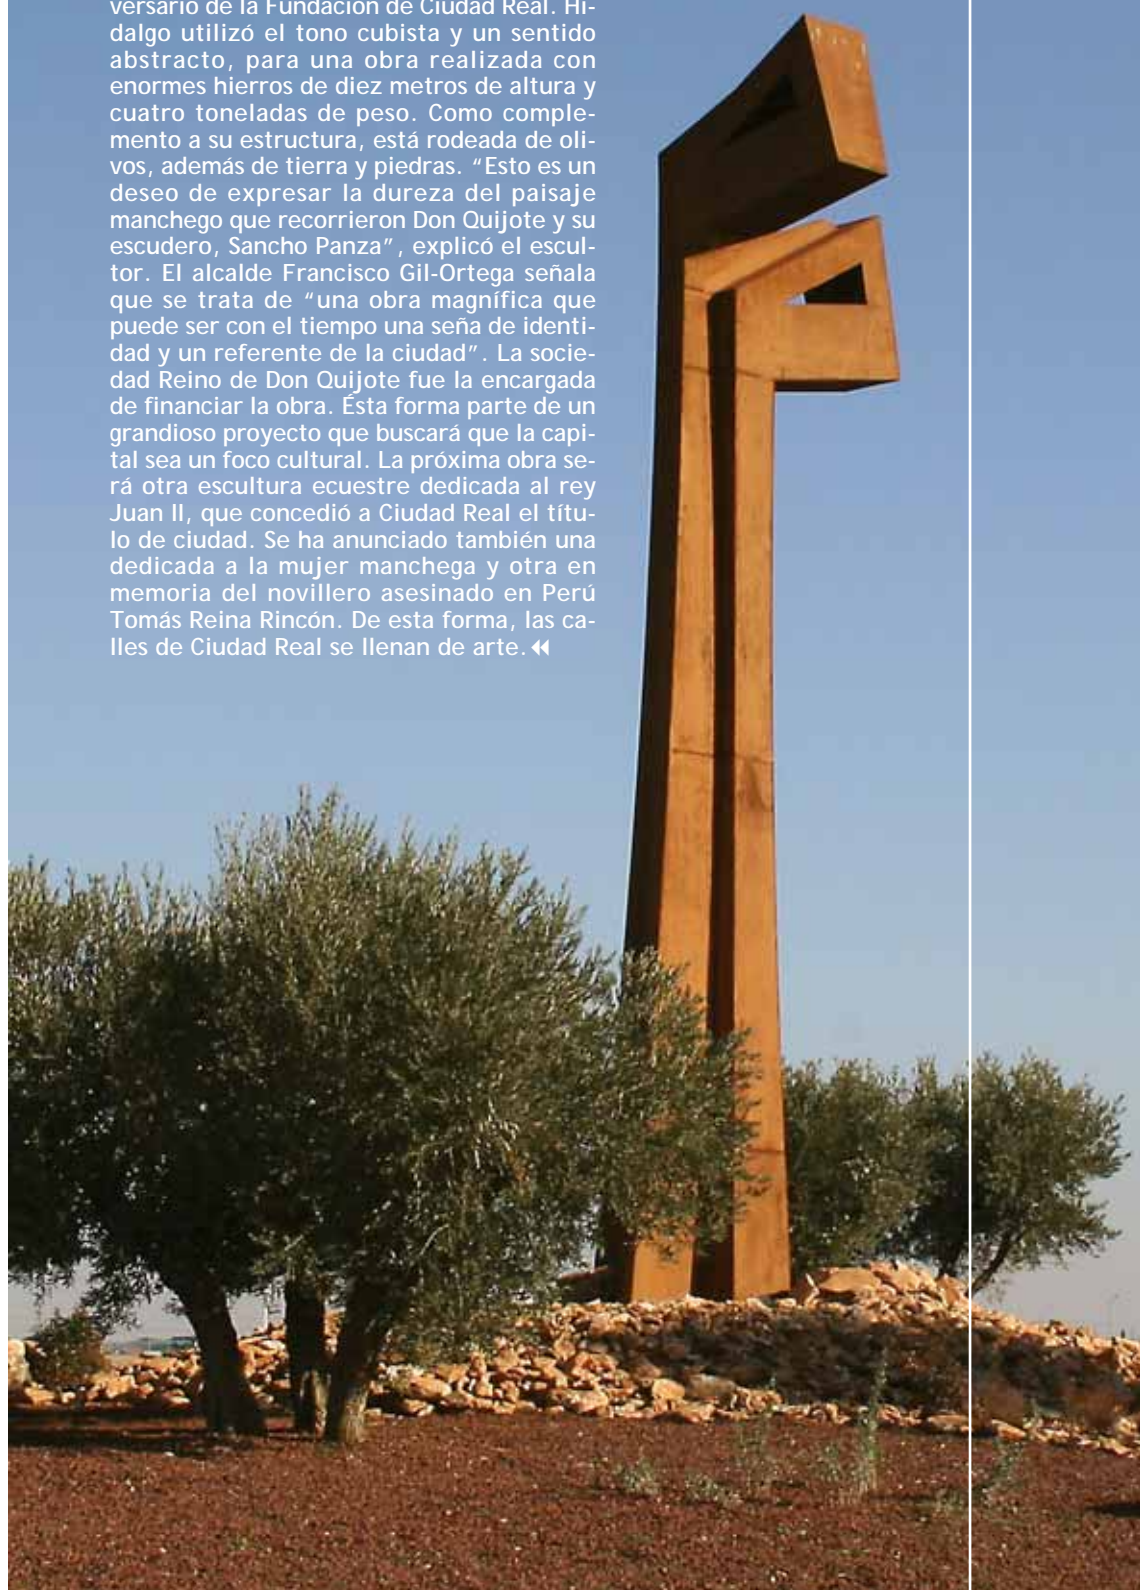 versario de la Fundación de Ciudad Real. Hi-
dalgo utilizó el tono cubista y un sentido
abstracto, para una obra realizada con
enormes hierros de diez metros de altura y
cuatro toneladas de peso. Como comple-
mento a su estructura, está rodeada de oli-
vos, además de tierra y piedras. “Esto es un
deseo de expresar la dureza del paisaje
manchego que recorrieron Don Quijote y su
escudero, Sancho Panza”, explicó el escul-
tor. El alcalde Francisco Gil-Ortega señala
que se trata de “una obra magnífica que
puede ser con el tiempo una seña de identi-
dad y un referente de la ciudad”. La socie-
dad Reino de Don Quijote fue la encargada
de financiar la obra. Ésta forma parte de un
grandioso proyecto que buscará que la capi-
tal sea un foco cultural. La próxima obra se-
rá otra escultura ecuestre dedicada al rey
Juan II, que concedió a Ciudad Real el títu-
lo de ciudad. Se ha anunciado también una
dedicada a la mujer manchega y otra en
memoria del novillero asesinado en Perú
Tomás Reina Rincón. De esta forma, las ca-
lles de Ciudad Real se llenan de arte.